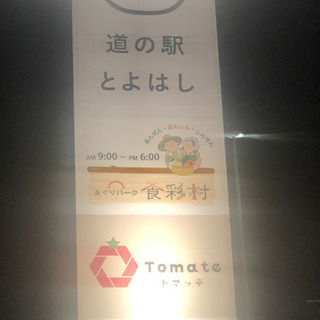 道の駅
とよはし
あんぜん・あんしん・しんせん
AM 9:00〜PM 6:00
あぐりパーク 食彩村
Tomate
トマッテ